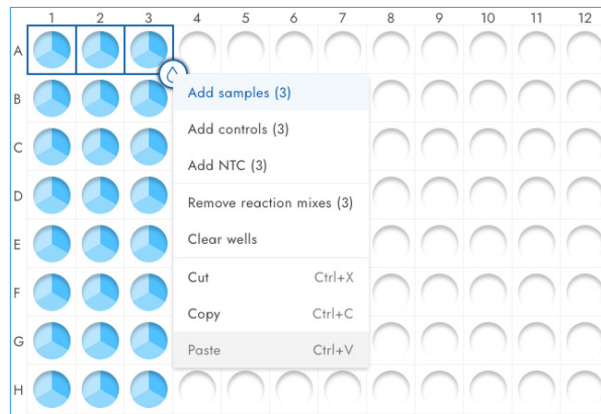 1 2 3 4 5 6 7 8 9 10 11 12
A
B
Add samples (3)
C
Add controls (3)
Add NTC (3)
D
Remove reaction mixes (3)
E
Clear wells
F
Cut Ctrl+X
Copy Ctrl+C
G
Paste Ctrl+V
H